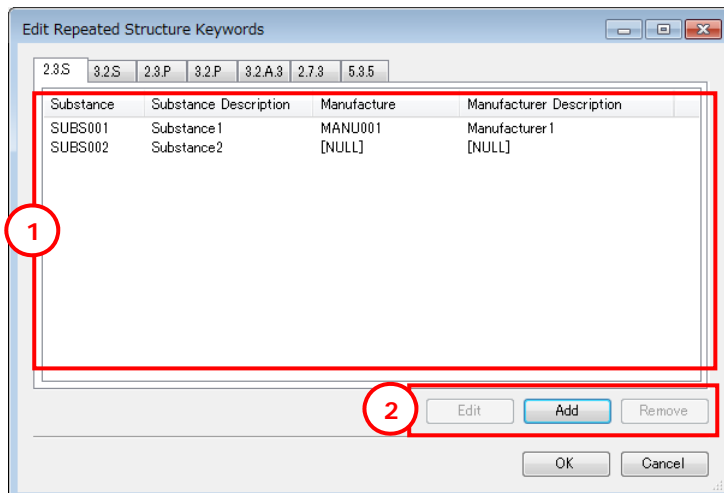 Edit Repeated Structure Keywords
2.3.S 3.2.S 2.3.P 3.2.P 3.2.A.3 2.7.3 5.3.5
Substance Substance Description Manufacture Manufacturer Description
SUBS001 Substance1 MANU001 Manufacturer1
SUBS002 Substance2 [NULL] [NULL]
1
2 Edit Add Remove
OK Cancel